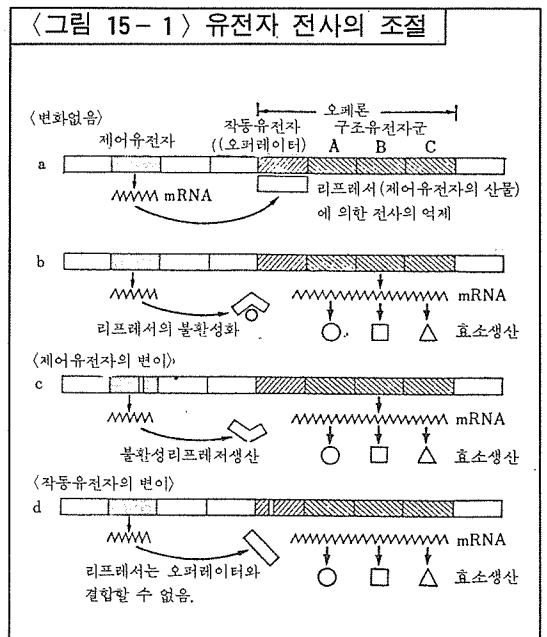 〈그림 15-1〉유전자 전사의 조절
〈변화없음〉
제어유전자
작동유전자
((오퍼레이터)
오페론
구조유전자군
A B C
a
mRNA
리프레서(제어유전자의 산물)
에 의한 전사의 억제
b
mRNA
리프레서의 불활성화
효소생산
〈제어유전자의 변이〉
c
mRNA
불활성리프레저생산
효소생산
〈작동유전자의 변이〉
d
mRNA
리프레서는 오퍼레이터와
결합할 수 없음.
효소생산